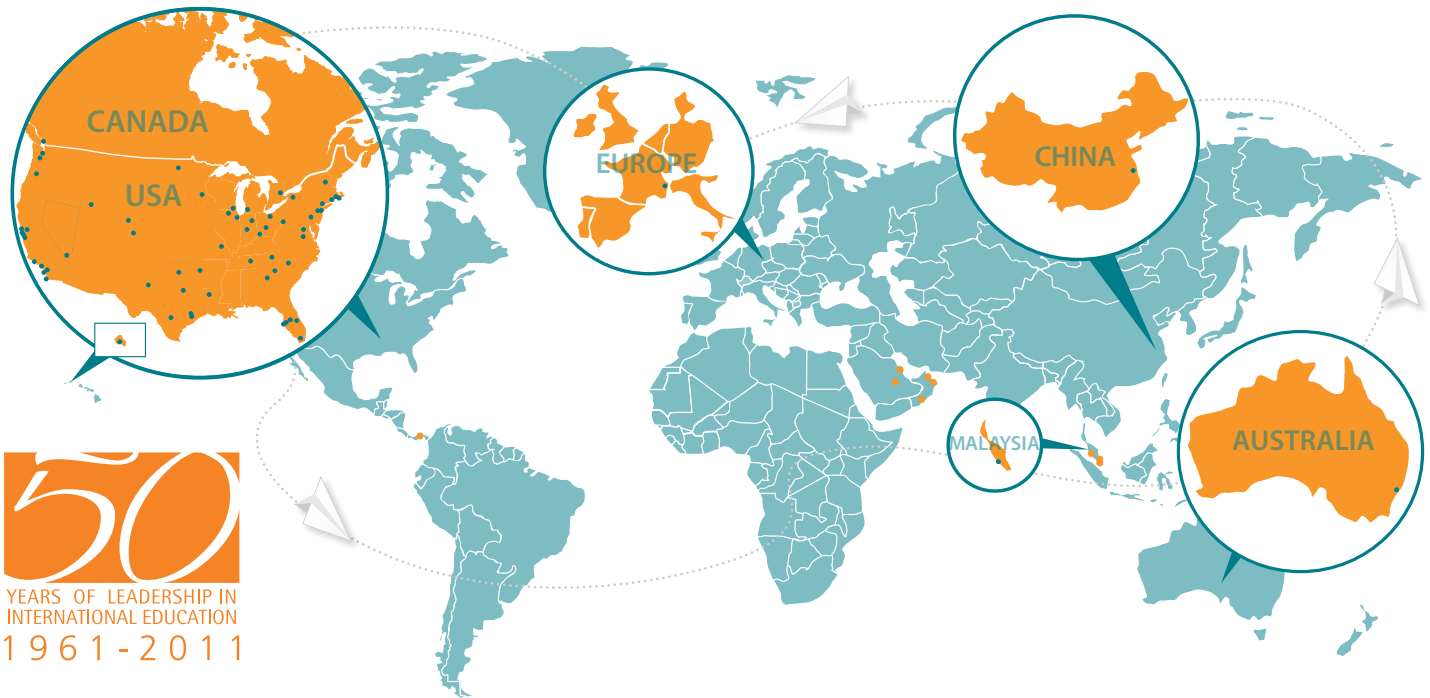 CANADA
USA
EUROPE
CHINA
MALAYSIA
AUSTRALIA
50
YEARS OF LEADERSHIP IN
INTERNATIONAL EDUCATION
1961-2011